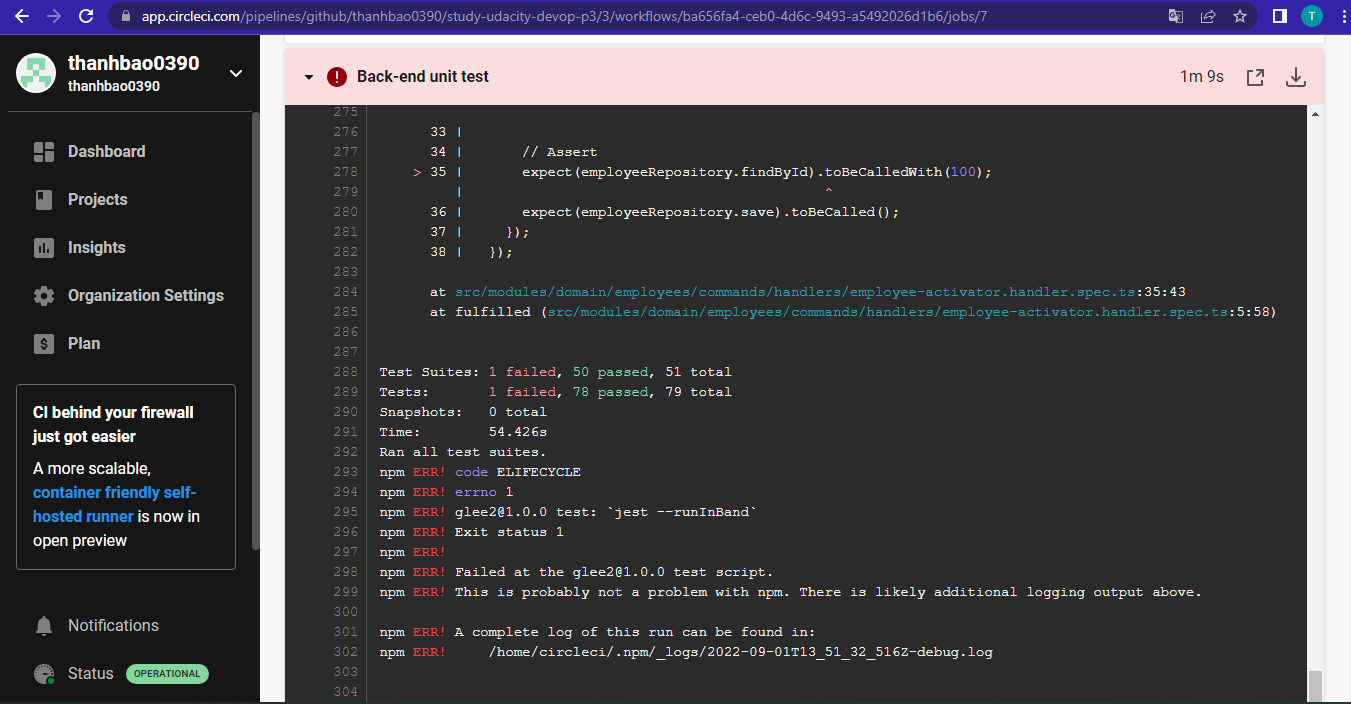 app.circleci.com/pipelines/github/thanhbao0390/study-udacity-devop-p3/3/workflows/ba656fa4-ceb0-4d6c-9493-a5492026d1b6/jobs/7
T
thanhbao0390
thanhbao0390
Dashboard
Projects
Insights
Organization Settings
Plan
CI behind your firewall
just got easier
A more scalable,
container friendly self-
hosted runner is now in
open preview
Notifications
Status OPERATIONAL
Back-end unit test 1m 9s
275
276 33 |
277 34 | // Assert
278 > 35 | expect(employeeRepository.findById).toBeCalledWith(100);
279 | ^
280 36 | expect(employeeRepository.save).toBeCalled();
281 37 | });
282 38 | });
283
284 at src/modules/domain/employees/commands/handlers/employee-activator.handler.spec.ts:35:43
285 at fulfilled (src/modules/domain/employees/commands/handlers/employee-activator.handler.spec.ts:5:58)
286
287
288 Test Suites: 1 failed, 50 passed, 51 total
289 Tests: 1 failed, 78 passed, 79 total
290 Snapshots: 0 total
291 Time: 54.426s
292 Ran all test suites.
293 npm ERR! code ELIFECYCLE
294 npm ERR! errno 1
295 npm ERR! glee2@1.0.0 test: `jest --runInBand`
296 npm ERR! Exit status 1
297 npm ERR!
298 npm ERR! Failed at the glee2@1.0.0 test script.
299 npm ERR! This is probably not a problem with npm. There is likely additional logging output above.
300
301 npm ERR! A complete log of this run can be found in:
302 npm ERR! /home/circleci/.npm/_logs/2022-09-01T13_51_32_516Z-debug.log
303
304